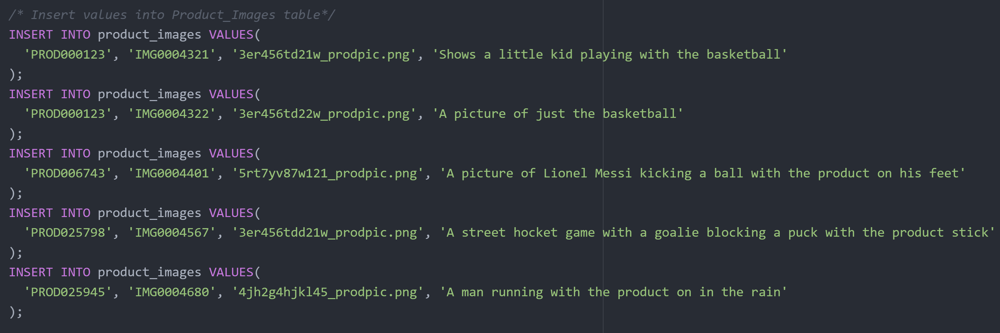 /* Insert values into Product_Images table*/
INSERT INTO product_images VALUES(
  'PROD000123', 'IMG0004321', '3er456td21w_prodpic.png', 'Shows a little kid playing with the basketball'
);
INSERT INTO product_images VALUES(
  'PROD000123', 'IMG0004322', '3er456td22w_prodpic.png', 'A picture of just the basketball'
);
INSERT INTO product_images VALUES(
  'PROD006743', 'IMG0004401', '5rt7yv87w121_prodpic.png', 'A picture of Lionel Messi kicking a ball with the product on his feet'
);
INSERT INTO product_images VALUES(
  'PROD025798', 'IMG0004567', '3er456tdd21w_prodpic.png', 'A street hocket game with a goalie blocking a puck with the product stick'
);
INSERT INTO product_images VALUES(
  'PROD025945', 'IMG0004680', '4jh2g4hjkl45_prodpic.png', 'A man running with the product on in the rain'
);